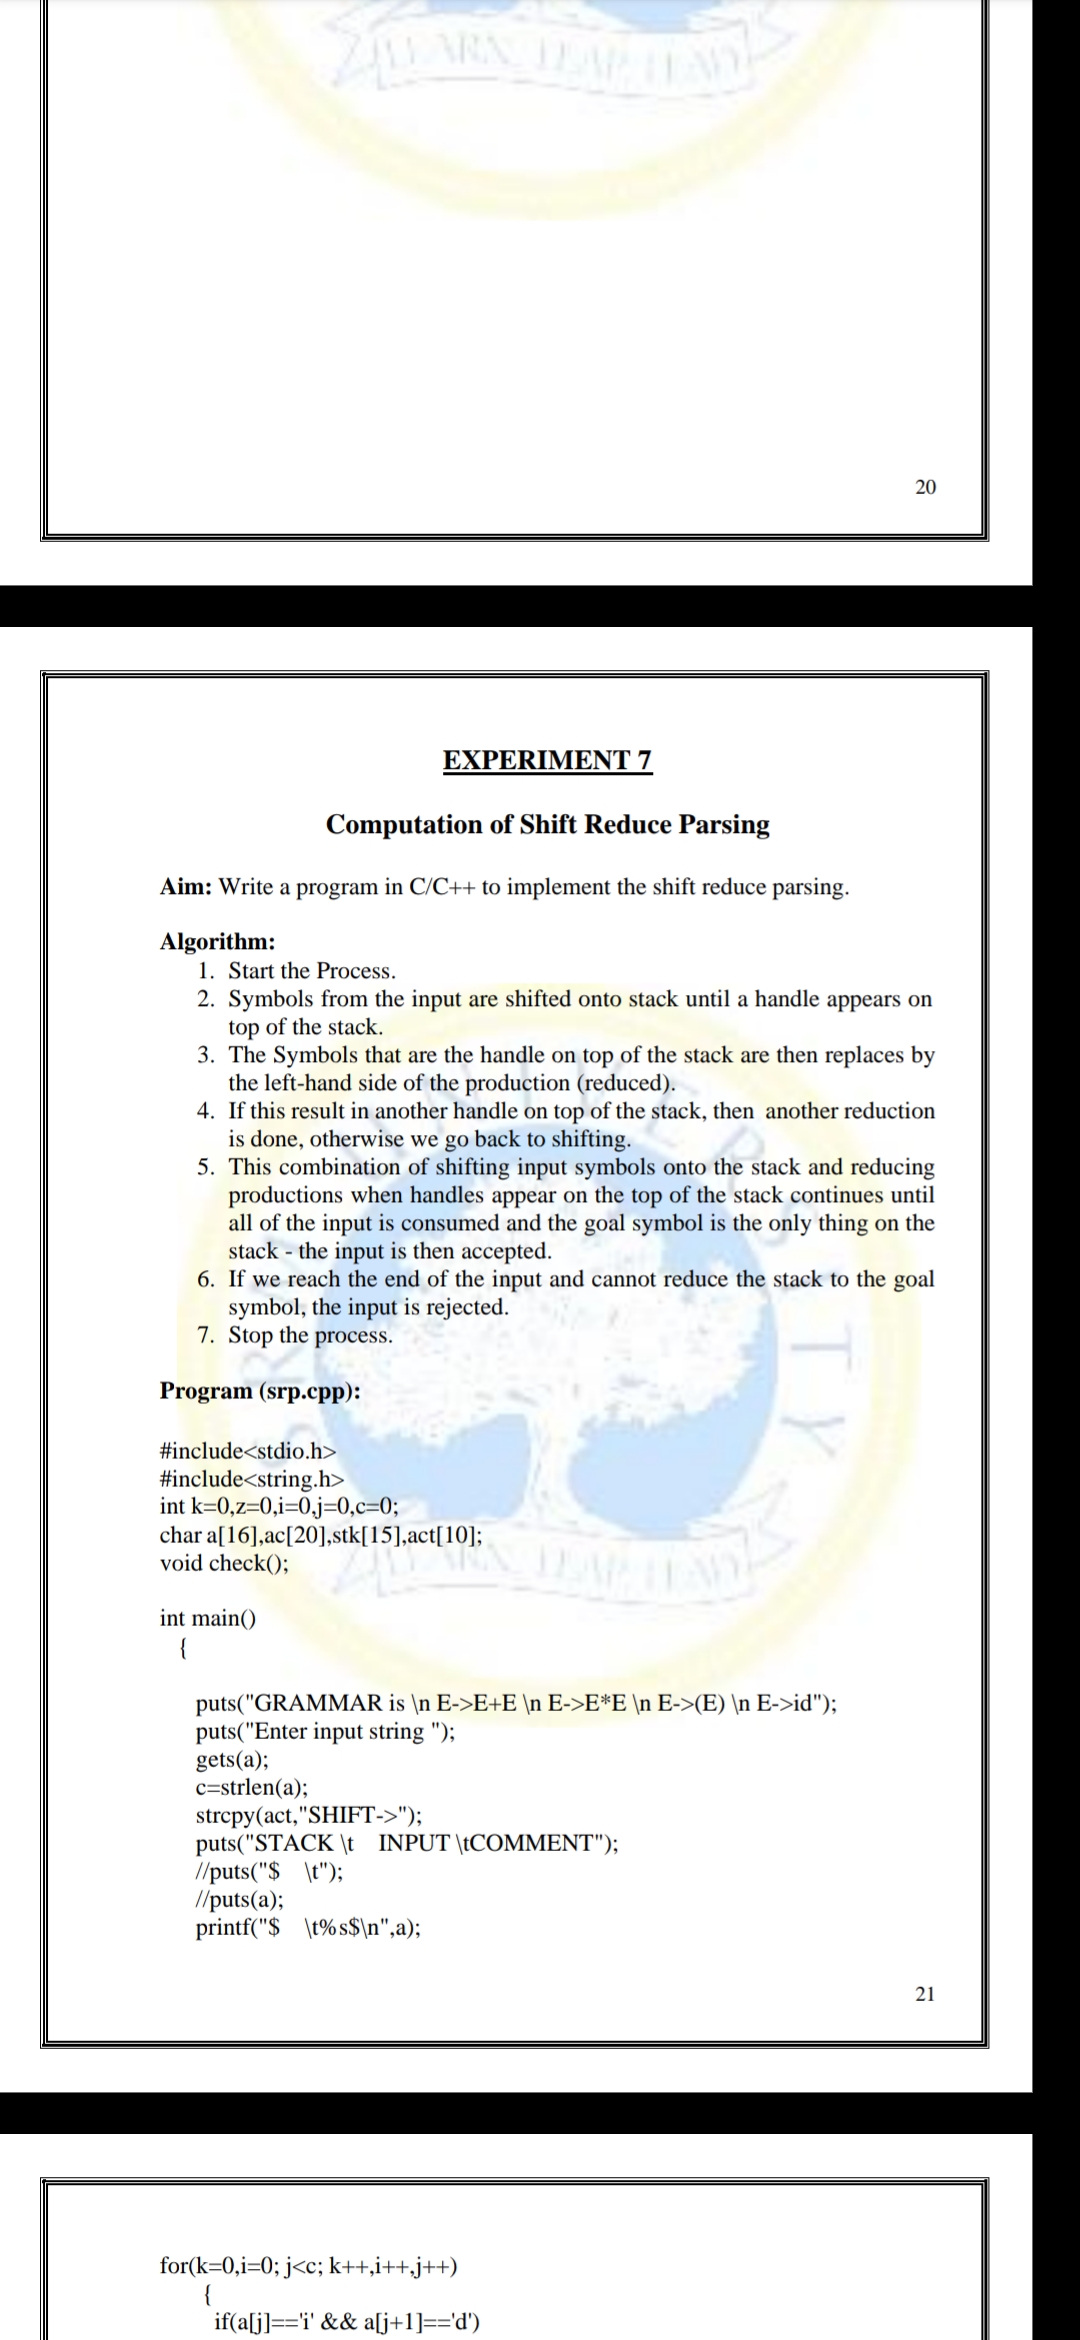 LEARN LEAP LEAD
20
EXPERIMENT 7
Computation of Shift Reduce Parsing
Aim: Write a program in C/C++ to implement the shift reduce parsing.
Algorithm:
1. Start the Process.
2. Symbols from the input are shifted onto stack until a handle appears on
top of the stack.
3. The Symbols that are the handle on top of the stack are then replaces by
the left-hand side of the production (reduced).
4. If this result in another handle on top of the stack, then another reduction
is done, otherwise we go back to shifting.
5. This combination of shifting input symbols onto the stack and reducing
productions when handles appear on the top of the stack continues until
all of the input is consumed and the goal symbol is the only thing on the
stack - the input is then accepted.
6. If we reach the end of the input and cannot reduce the stack to the goal
symbol, the input is rejected.
7. Stop the process.
SRM UNIVERSITY
Program (srp.cpp):
#include<stdio.h>
#include<string.h>
int k=0,z=0,i=0,j=0,c=0;
char a[16],ac[20],stk[15],act[10];
void check();
LEARN LEAP LEAD
int main()
{
puts("GRAMMAR is \n E->E+E \n E->E*E \n E->(E) \n E->id");
puts("Enter input string ");
gets(a);
c=strlen(a);
strcpy(act,"SHIFT->");
puts("STACK \t   INPUT \tCOMMENT");
//puts("$   \t");
//puts(a);
printf("$   \t%s$\n",a);
21
for(k=0,i=0; j<c; k++,i++,j++)
{
if(a[j]=='i' && a[j+1]=='d')